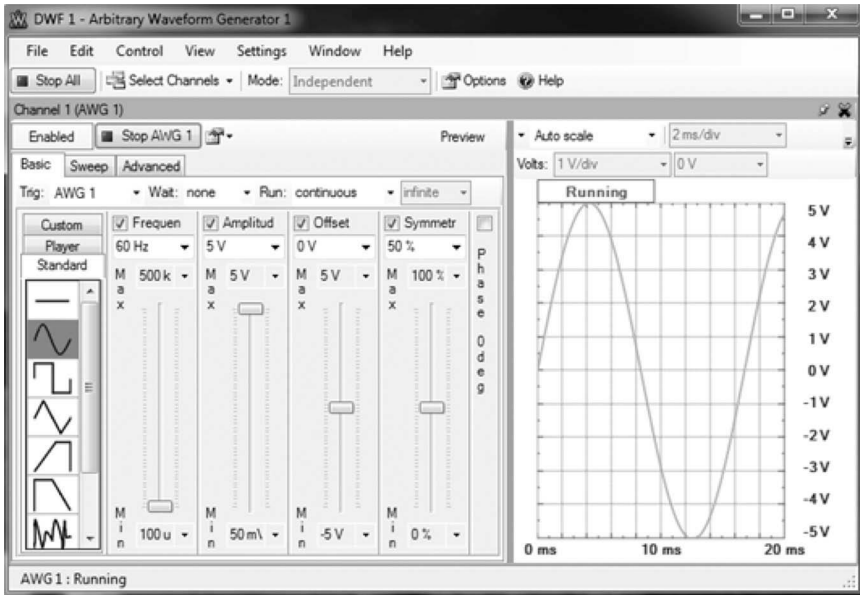 DWF 1 - Arbitrary Waveform Generator 1
File Edit Control View Settings Window Help
Stop All Select Channels Mode: Independent Options Help
Channel 1 (AWG 1)
Enabled Stop AWG 1 Preview Auto scale 2 ms/div
Basic Sweep Advanced Volts: 1 V/div 0 V
Trig: AWG 1 Wait: none Run: continuous infinite
Running
Custom
Player
Standard
Frequen
60 Hz
Max
500 k
Min
100 u
Amplitud
5 V
Max
5 V
Min
50 m\
Offset
0 V
Max
5 V
Min
-5 V
Symmetr
50 %
Max
100 %
Min
0 %
Phase 0deg
5 V
4 V
3 V
2 V
1 V
0 V
-1 V
-2 V
-3 V
-4 V
-5 V
0 ms 10 ms 20 ms
AWG 1 : Running